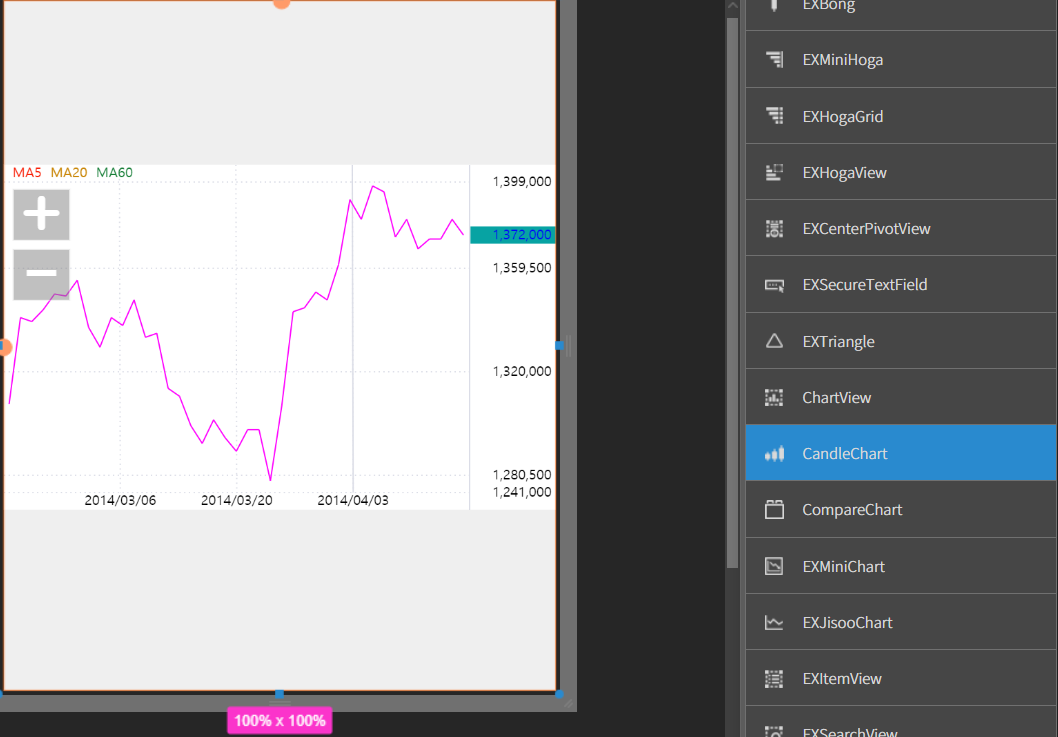 EXBong
EXMiniHoga
EXHogaGrid
EXHogaView
EXCenterPivotView
EXSecureTextField
EXTriangle
ChartView
CandleChart
CompareChart
EXMiniChart
EXJisooChart
EXItemView
EXSearchView
MA5 MA20 MA60
1,399,000
1,372,000
1,359,500
1,320,000
1,280,500
1,241,000
2014/03/06 2014/03/20 2014/04/03
100% x 100%